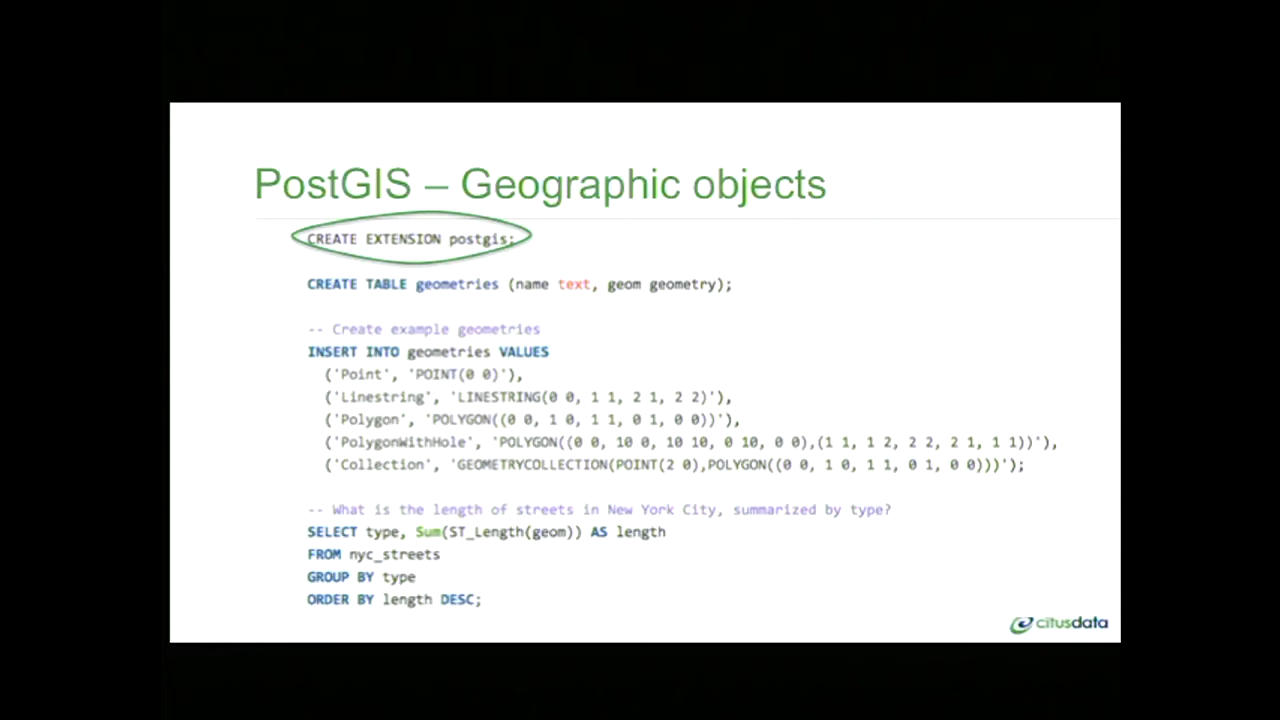 PostGIS – Geographic objects
CREATE EXTENSION postgis;
CREATE TABLE geometries (name text, geom geometry);
-- Create example geometries
INSERT INTO geometries VALUES
('Point', 'POINT(0 0)'),
('Linestring', 'LINESTRING(0 0, 1 1, 2 1, 2 2)'),
('Polygon', 'POLYGON((0 0, 1 0, 1 1, 0 1, 0 0))'),
('PolygonWithHole', 'POLYGON((0 0, 10 0, 10 10, 0 10, 0 0),(1 1, 1 2, 2 2, 2 1, 1 1))'),
('Collection', 'GEOMETRYCOLLECTION(POINT(2 0),POLYGON((0 0, 1 0, 1 1, 0 1, 0 0)))');
-- What is the length of streets in New York City, summarized by type?
SELECT type, Sum(ST_Length(geom)) AS length
FROM nyc_streets
GROUP BY type
ORDER BY length DESC;
citusdata